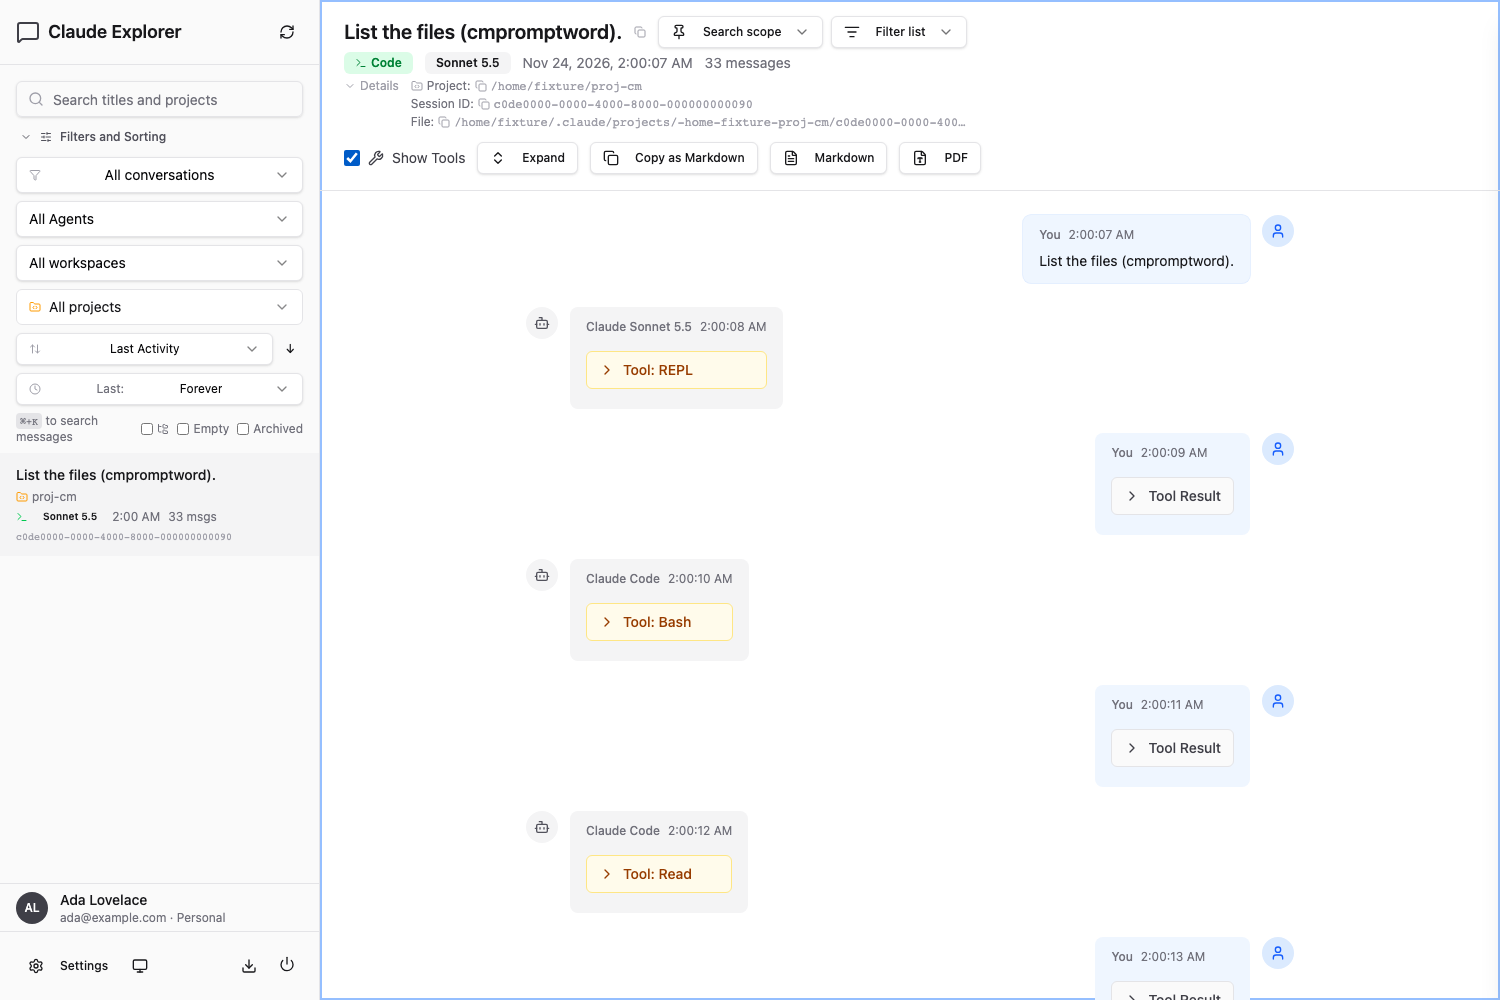 Claude Explorer
Search titles and projects
Filters and Sorting
All conversations
All Agents
All workspaces
All projects
Last Activity
Last: Forever
⌘+K to search messages
Empty
Archived
List the files (cmpromptword).
proj-cm
Sonnet 5.5 2:00 AM 33 msgs
c0de0000-0000-4000-8000-000000000090
AL
Ada Lovelace
ada@example.com · Personal
Settings
List the files (cmpromptword).
Search scope
Filter list
Code
Sonnet 5.5
Nov 24, 2026, 2:00:07 AM
33 messages
Details
Project: /home/fixture/proj-cm
Session ID: c0de0000-0000-4000-8000-000000000090
File: /home/fixture/.claude/projects/-home-fixture-proj-cm/c0de0000-0000-400…
Show Tools
Expand
Copy as Markdown
Markdown
PDF
You 2:00:07 AM
List the files (cmpromptword).
Claude Sonnet 5.5 2:00:08 AM
Tool: REPL
You 2:00:09 AM
Tool Result
Claude Code 2:00:10 AM
Tool: Bash
You 2:00:11 AM
Tool Result
Claude Code 2:00:12 AM
Tool: Read
You 2:00:13 AM
Tool Result